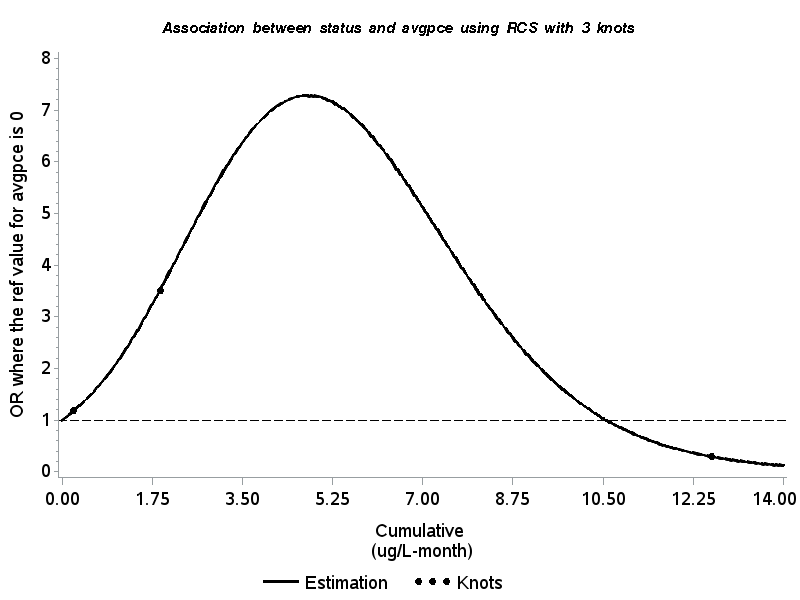 Association between status and avgpce using RCS with 3 knots
OR where the ref value for avgpce is 0
8
7
6
5
4
3
2
1
0
0.00 1.75 3.50 5.25 7.00 8.75 10.50 12.25 14.00
Cumulative
(ug/L-month)
Estimation Knots